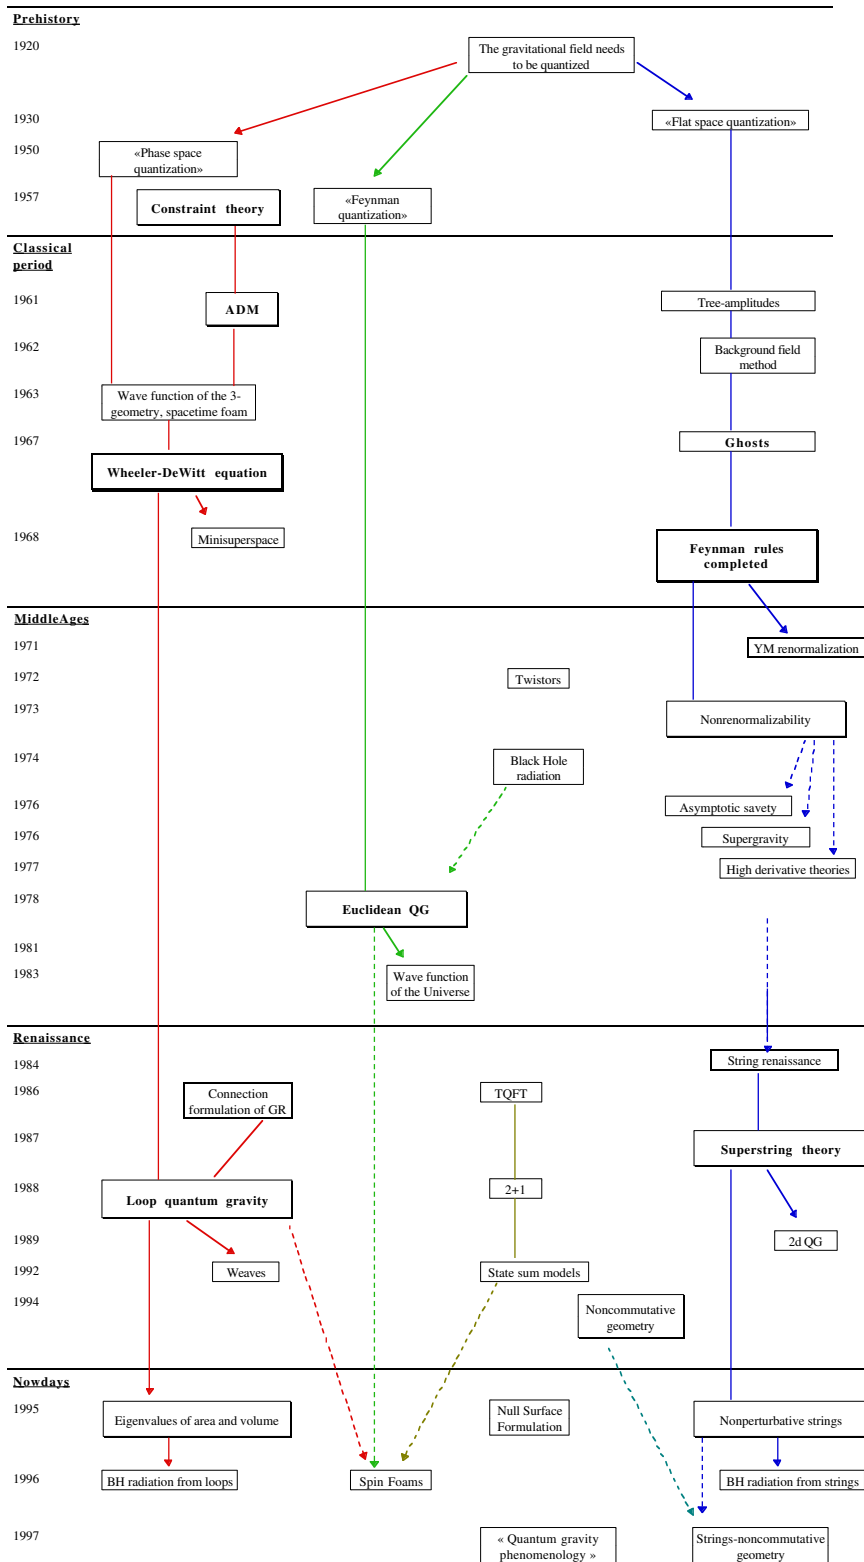 Prehistory
1920
The gravitational field needs
to be quantized
1930
«Flat space quantization»
1950
«Phase space
quantization»
1957
Constraint theory
«Feynman
quantization»
Classical
period
1961
ADM
Tree-amplitudes
1962
Background field
method
1963
Wave function of the 3-
geometry, spacetime foam
1967
Ghosts
Wheeler-DeWitt equation
1968
Minisuperspace
Feynman rules
completed
MiddleAges
1971
YM renormalization
1972
Twistors
1973
Nonrenormalizability
1974
Black Hole
radiation
1976
Asymptotic savety
1976
Supergravity
1977
High derivative theories
1978
Euclidean QG
1981
1983
Wave function
of the Universe
Renaissance
1984
String renaissance
1986
Connection
formulation of GR
TQFT
1987
Superstring theory
1988
Loop quantum gravity
2+1
1989
2d QG
1992
Weaves
State sum models
1994
Noncommutative
geometry
Nowdays
1995
Eigenvalues of area and volume
Null Surface
Formulation
Nonperturbative strings
1996
BH radiation from loops
Spin Foams
BH radiation from strings
1997
« Quantum gravity
phenomenology »
Strings-noncommutative
geometry